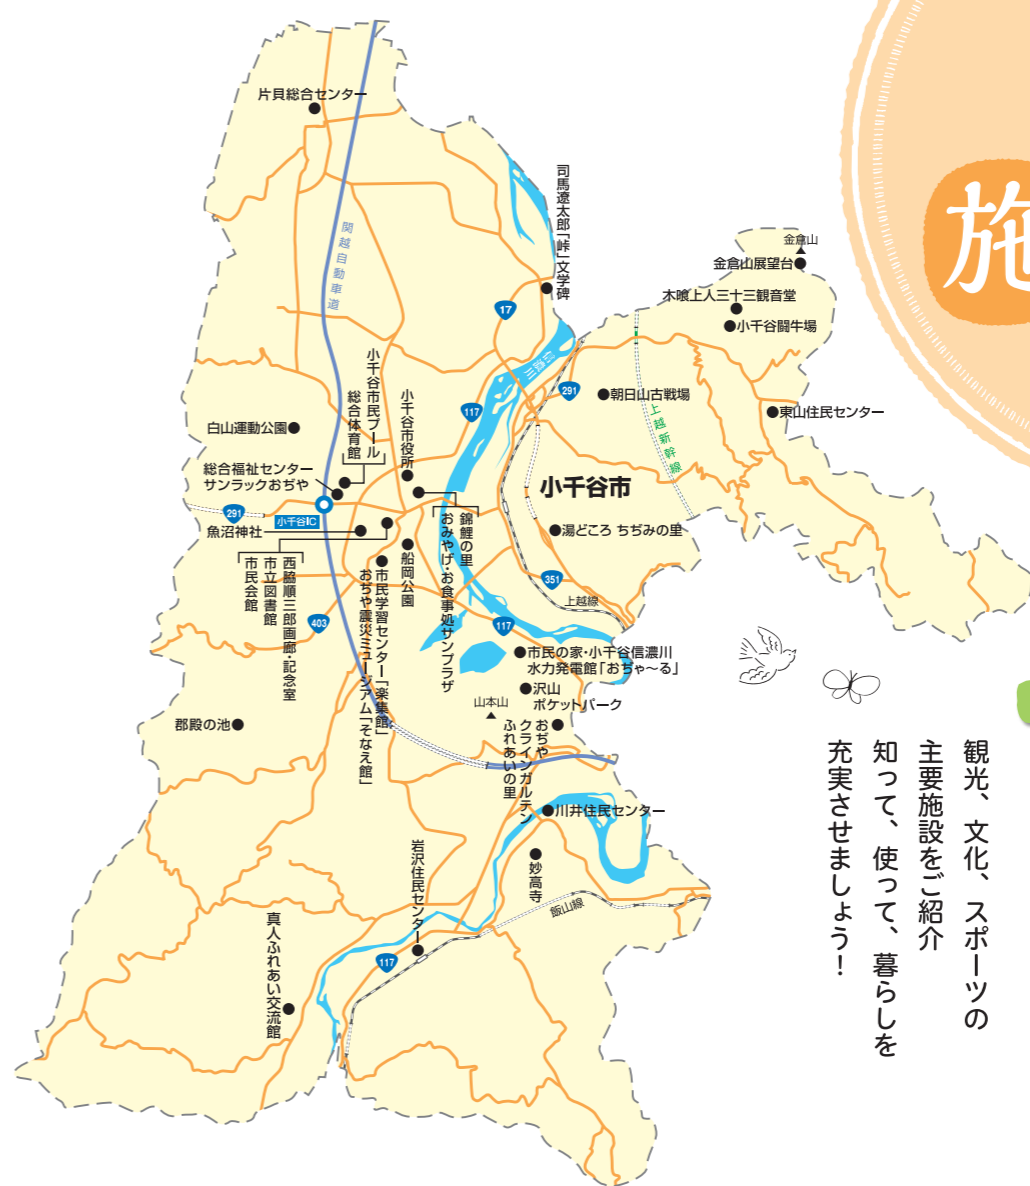 施
片貝総合センター
関越自動車道
司馬遼太郎「峠」文学碑
17
金倉山
金倉山展望台
木喰上人三十三観音堂
小千谷闘牛場
信濃川
291
朝日山古戦場
上越新幹線
東山住民センター
小千谷市民プール
総合体育館
小千谷市役所
117
白山運動公園
総合福祉センター
サンラックおぢや
小千谷市
291
小千谷IC
魚沼神社
錦鯉の里
おみやげ・お食事処サンプラザ
湯どころ ちぢみの里
船岡公園
西脇順三郎画廊・記念室
市立図書館
市民会館
市民学習センター「楽集館」
おぢや震災ミュージアム「そなえ館」
351
上越線
403
117
市民の家・小千谷信濃川
水力発電館「おぢゃ〜る」
沢山
ポケットパーク
山本山
郡殿の池
おぢや
クラインガルテン
ふれあいの里
川井住民センター
岩沢住民センター
妙高寺
飯山線
117
真人ふれあい交流館
観光、文化、スポーツの
主要施設をご紹介
知って、使って、暮らしを
充実させましょう！